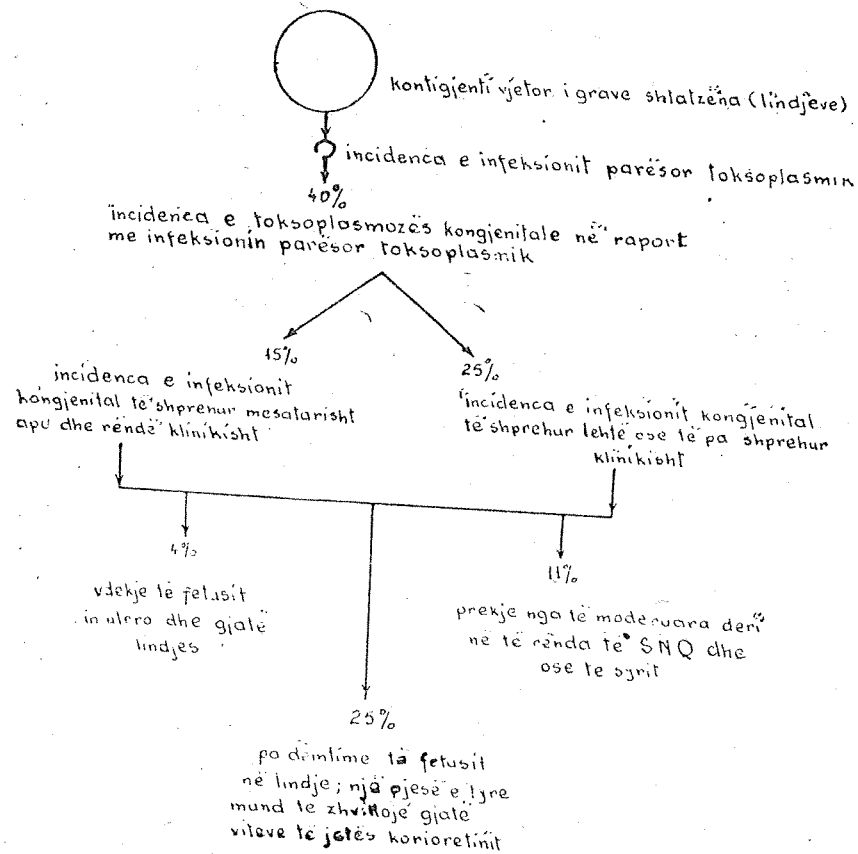 kontigjenti vjetor i grave shtatzëna (lindjeve)
incidenca e infeksionit parësor toksoplasmik
40%
incidenca e toksoplasmozës kongjenitale në raport
me infeksionin parësor toksoplasmik
15%
25%
incidenca e infeksionit
kongjenital të shprehur mesatarisht
apo dhe rëndë klinikisht
incidenca e infeksionit kongjenital
të shprehur lehtë ose të pa shprehur
klinikisht
4%
11%
vdekje të fetusit
in utero dhe gjatë
lindjes
prekje nga të moderuara deri
në të rënda të SNQ dhe
ose te syrit
25%
pa dëmtime të fetusit
në lindje; një pjesë e tyre
mund të zhvillojë gjatë
viteve të jetës korioretinit